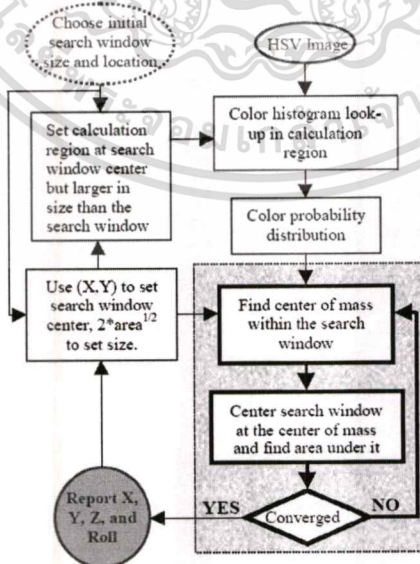 Choose initial
search window
size and location
HSV Image
Set calculation
region at search
window center
but larger in
size than the
search window
Color histogram look-
up in calculation
region
Color probability
distribution
Use (X,Y) to set
search window
center, 2*area^1/2
to set size.
Find center of mass
within the search
window
Center search window
at the center of mass
and find area under it
Report X,
Y, Z, and
Roll
YES
Converged
NO